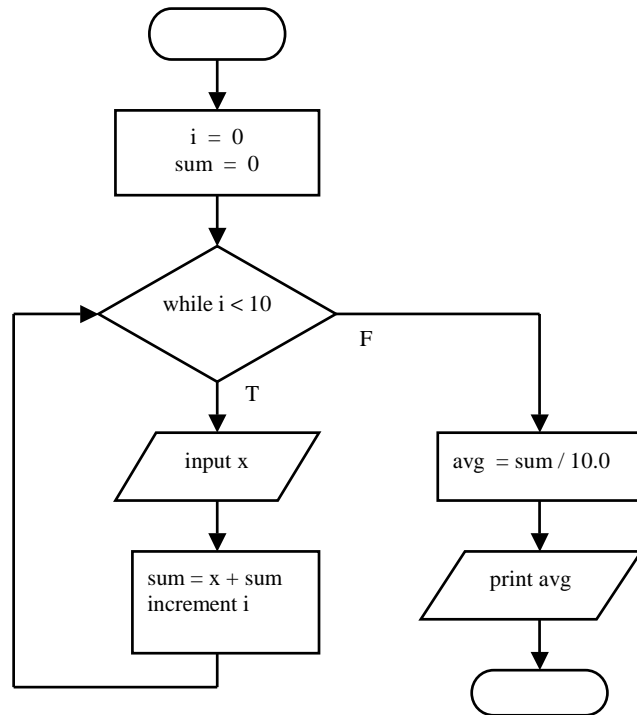 i = 0
sum = 0
while i < 10
F
T
input x
avg = sum / 10.0
sum = x + sum
increment i
print avg